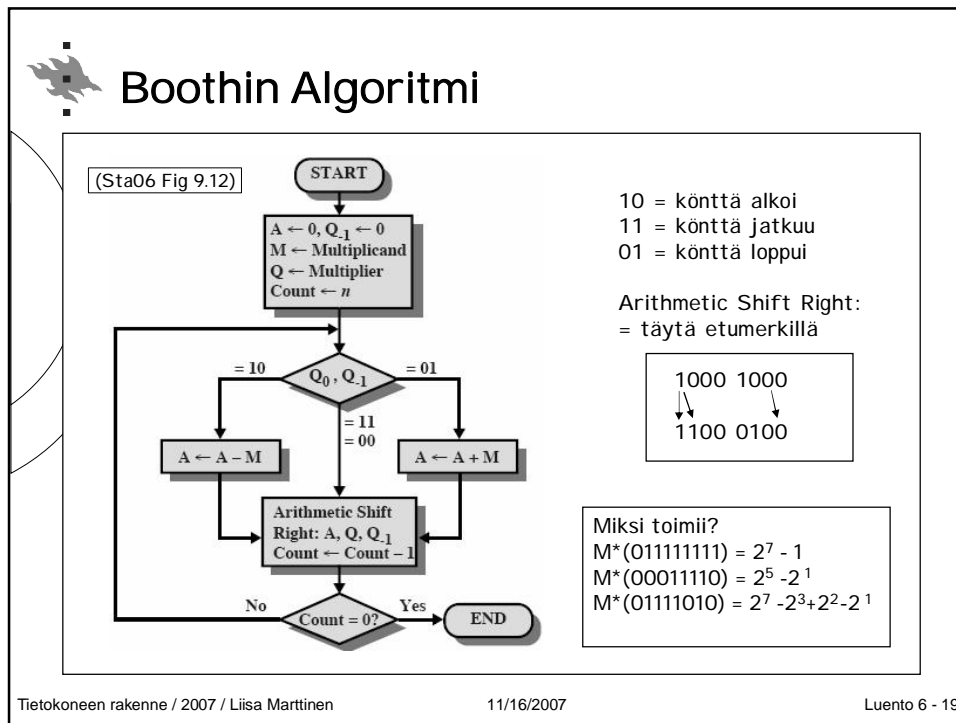 Boothin Algoritmi
(Sta06 Fig 9.12)
START
A ← 0, Q₋₁ ← 0
M ← Multiplicand
Q ← Multiplier
Count ← n
Q₀, Q₋₁
= 10
= 01
= 11
= 00
A ← A – M
A ← A + M
Arithmetic Shift
Right: A, Q, Q₋₁
Count ← Count – 1
No
Count = 0?
Yes
END
10 = könttä alkoi
11 = könttä jatkuu
01 = könttä loppui
Arithmetic Shift Right:
= täytä etumerkillä
1000 1000
1100 0100
Miksi toimii?
M*(011111111) = 2⁷ - 1
M*(00011110) = 2⁵ -2¹
M*(01111010) = 2⁷ -2³+2²-2¹
Tietokoneen rakenne / 2007 / Liisa Marttinen
11/16/2007
Luento 6 - 19